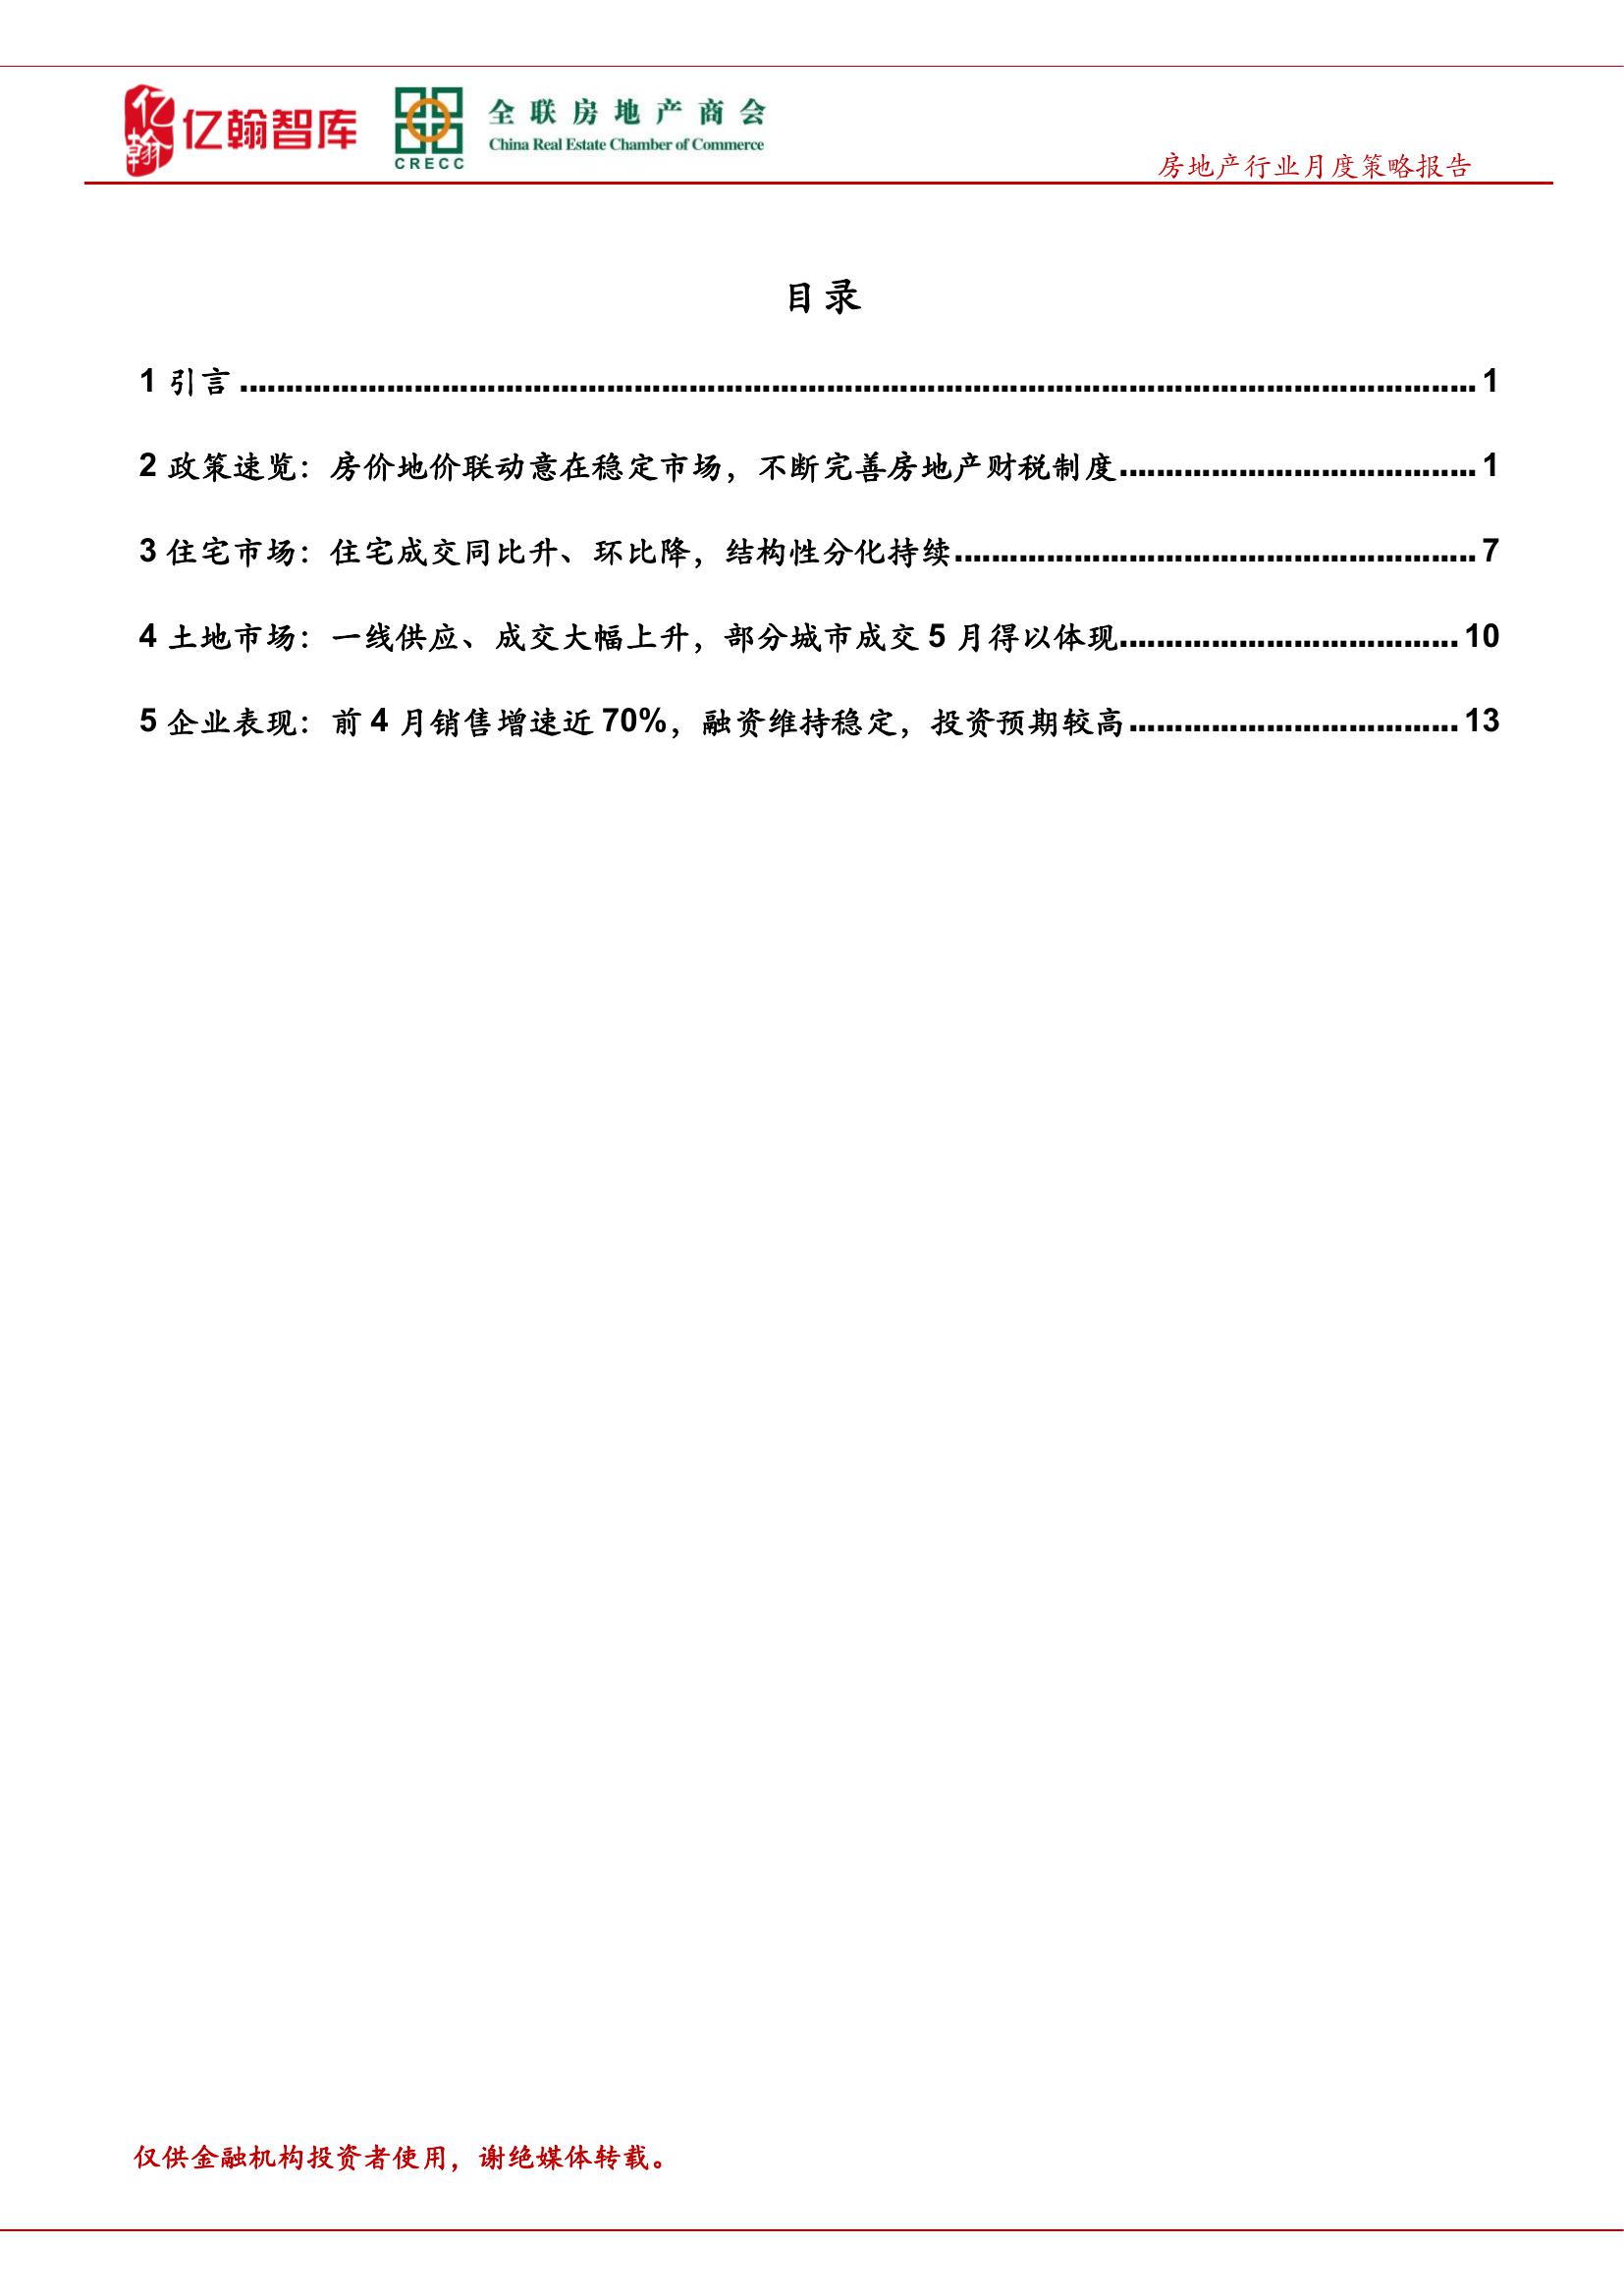 亿翰 亿翰智库 CRECC 全联房地产商会
China Real Estate Chamber of Commerce
房地产行业月度策略报告
目录
1 引言 ........................................ 1
2 政策速览：房价地价联动意在稳定市场，不断完善房地产财税制度 ........................................ 1
3 住宅市场：住宅成交同比升、环比降，结构性分化持续 ........................................ 7
4 土地市场：一线供应、成交大幅上升，部分城市成交 5 月得以体现 ........................................ 10
5 企业表现：前 4 月销售增速近 70%，融资维持稳定，投资预期较高 ........................................ 13
仅供金融机构投资者使用，谢绝媒体转载。